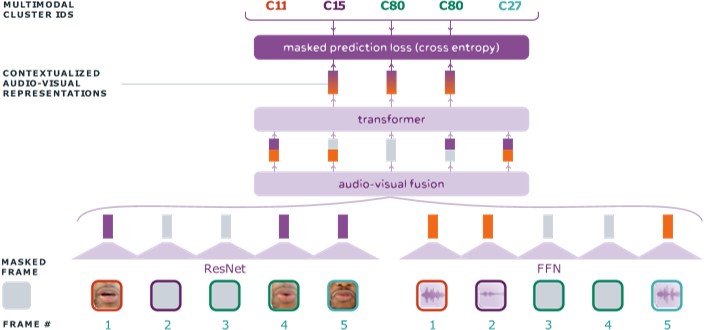 MULTIMODAL
CLUSTER IDS
C11 C15 C80 C80 C27
masked prediction loss (cross entropy)
CONTEXTUALIZED
AUDIO-VISUAL
REPRESENTATIONS
transformer
audio-visual fusion
MASKED
FRAME
ResNet FFN
FRAME # 1 2 3 4 5 1 2 3 4 5